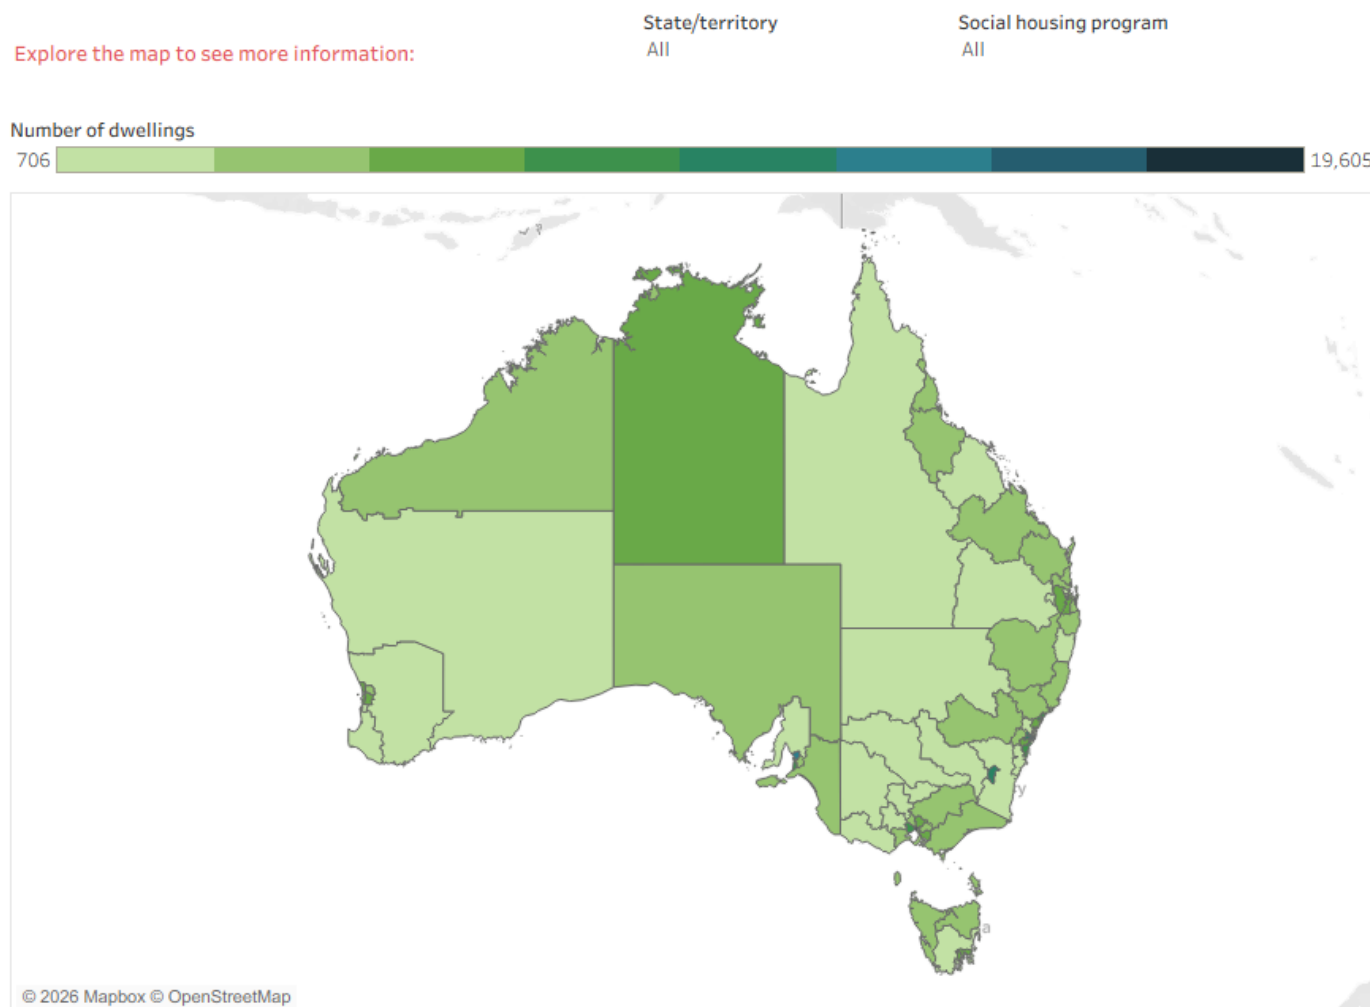 State/territory
Social housing program
All
All
Explore the map to see more information:
Number of dwellings
706
19,605
y
a
© 2026 Mapbox © OpenStreetMap